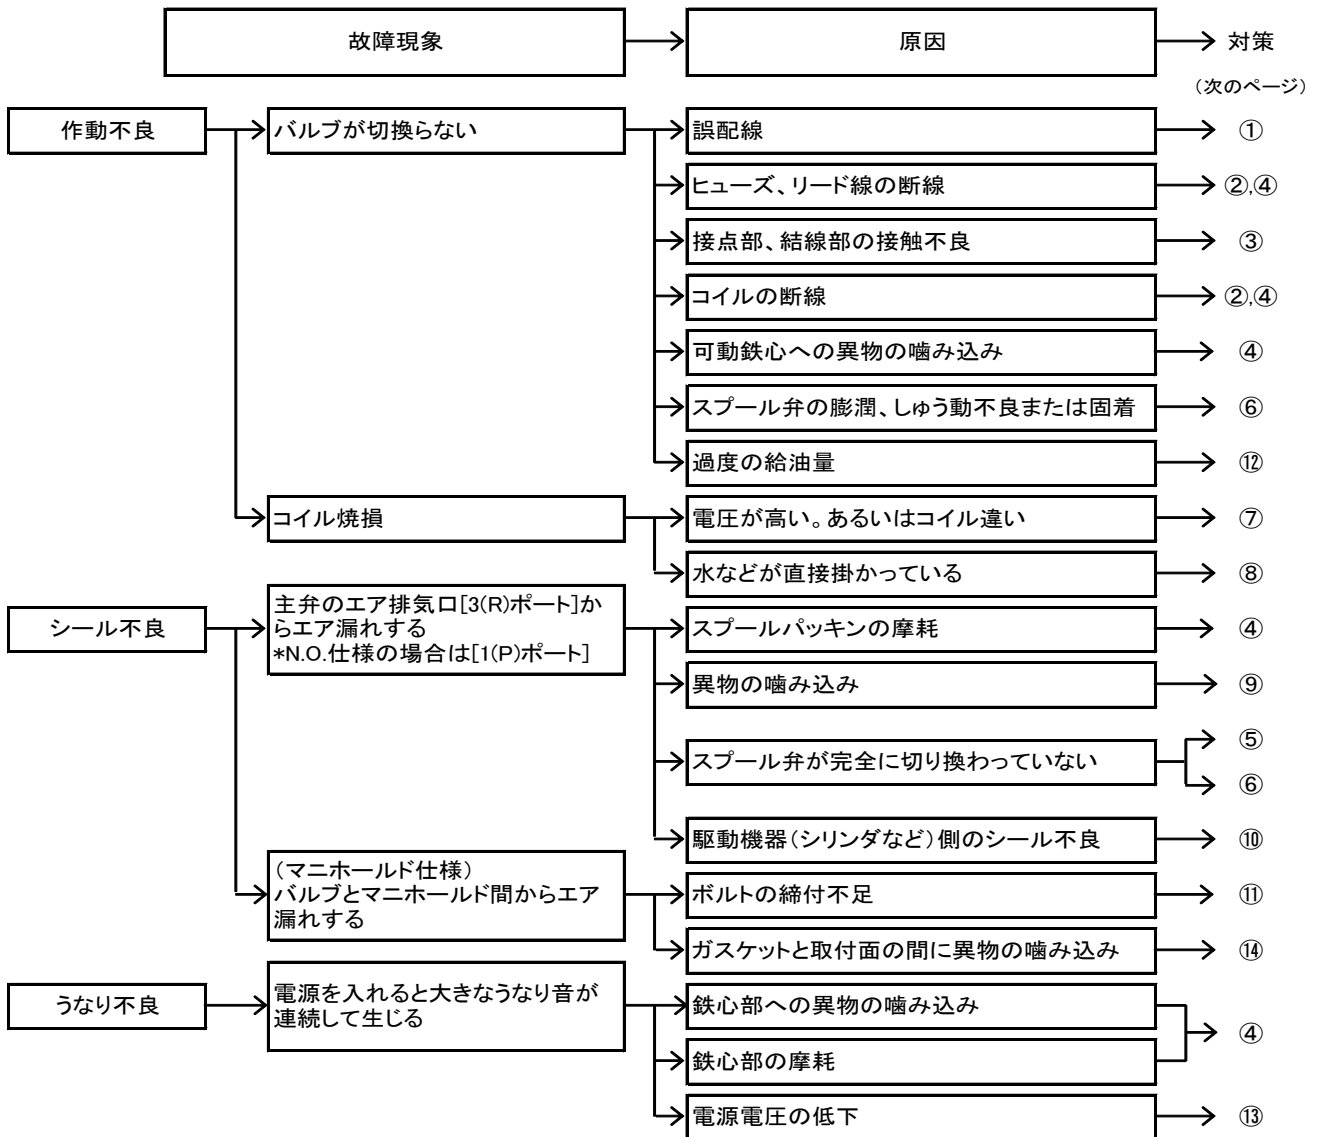 故障現象
原因
対策
（次のページ）
作動不良
バルブが切換らない
誤配線
①
ヒューズ、リード線の断線
②,④
接点部、結線部の接触不良
③
コイルの断線
②,④
可動鉄心への異物の噛み込み
④
スプール弁の膨潤、しゅう動不良または固着
⑥
過度の給油量
⑫
コイル焼損
電圧が高い。あるいはコイル違い
⑦
水などが直接掛かっている
⑧
シール不良
主弁のエア排気口[3(R)ポート]か
らエア漏れする
*N.O.仕様の場合は[1(P)ポート]
スプールパッキンの摩耗
④
異物の噛み込み
⑨
スプール弁が完全に切り換わっていない
⑤
⑥
駆動機器（シリンダなど）側のシール不良
⑩
（マニホールド仕様）
バルブとマニホールド間からエア
漏れする
ボルトの締付不足
⑪
ガスケットと取付面の間に異物の噛み込み
⑭
うなり不良
電源を入れると大きなうなり音が
連続して生じる
鉄心部への異物の噛み込み
鉄心部の摩耗
④
電源電圧の低下
⑬